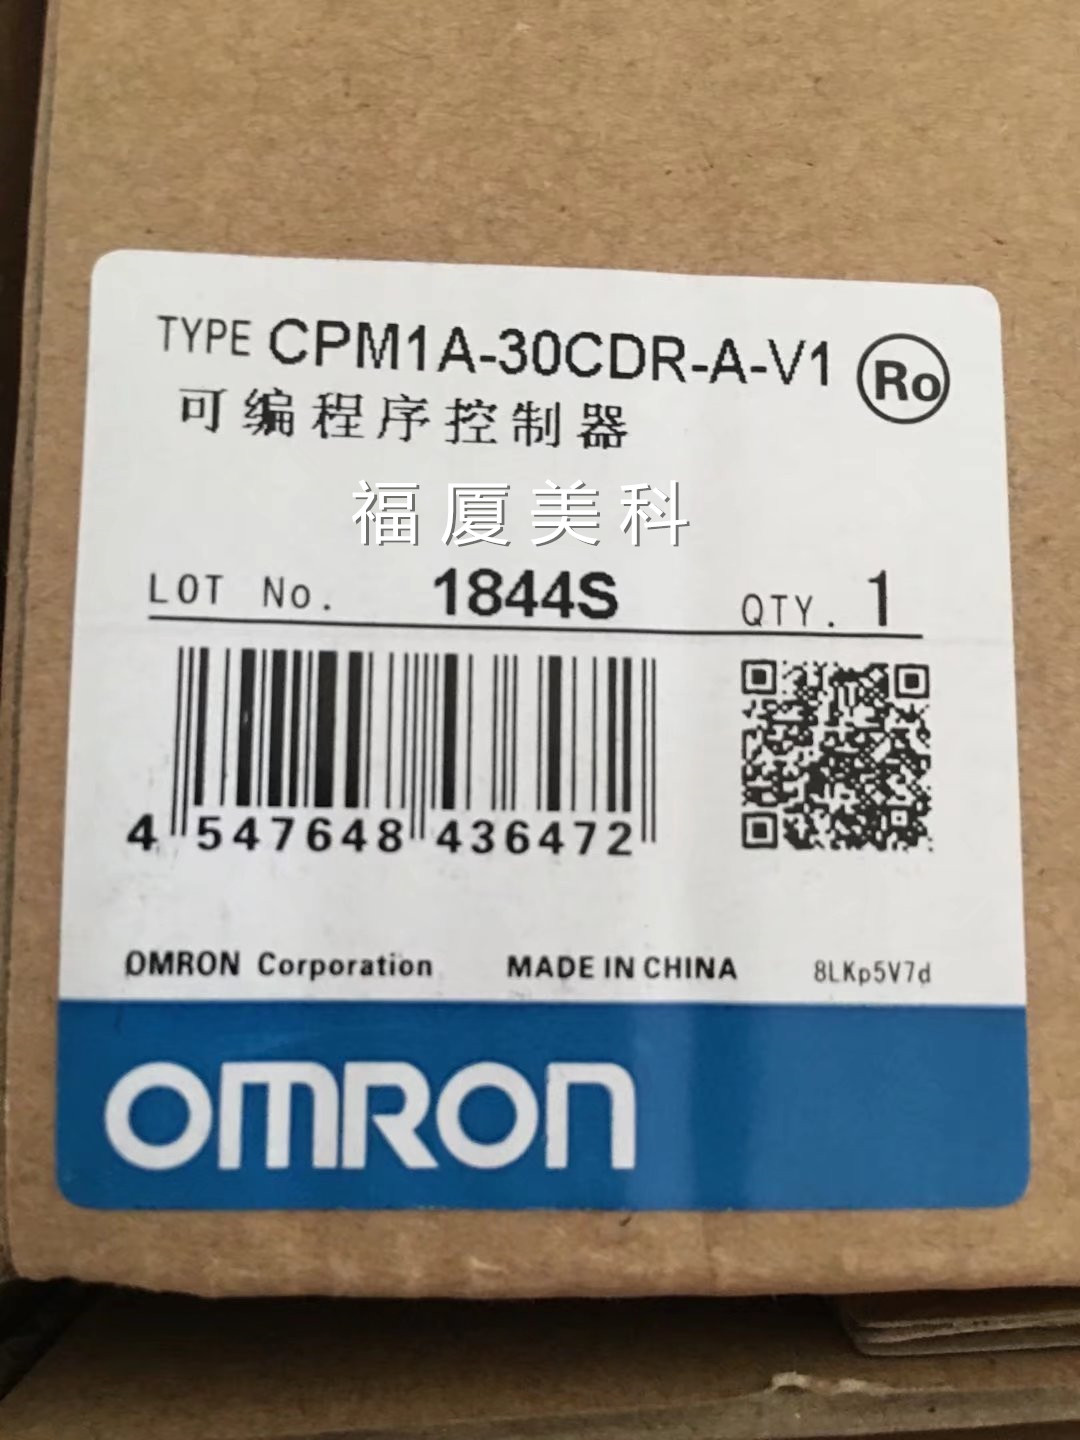 TYPE CPM1A-30CDR-A-V1 Ro
可编程序控制器
福厦美科
LOT No. 1844S QTY. 1
4 547648 436472
OMRON Corporation MADE IN CHINA 8LKp5V7d
OMRON